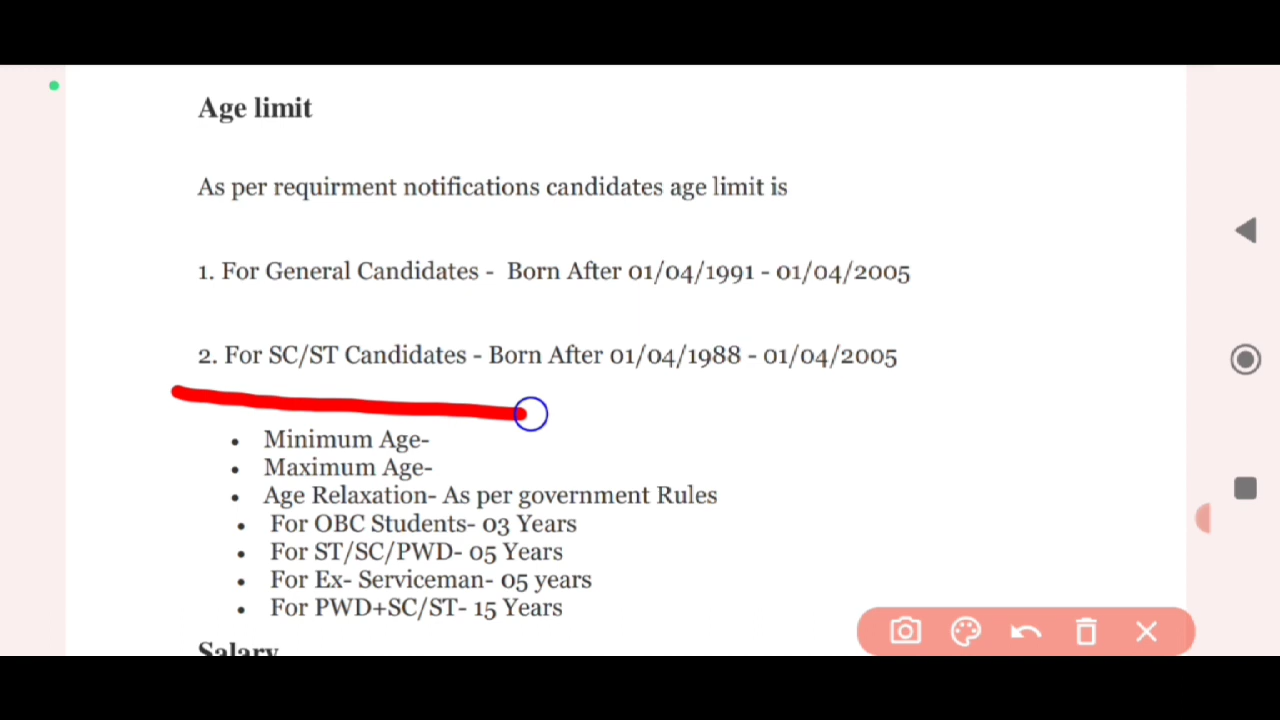 Age limit
As per requirment notifications candidates age limit is
1. For General Candidates - Born After 01/04/1991 - 01/04/2005
2. For SC/ST Candidates - Born After 01/04/1988 - 01/04/2005
• Minimum Age-
• Maximum Age-
• Age Relaxation- As per government Rules
• For OBC Students- 03 Years
• For ST/SC/PWD- 05 Years
• For Ex- Serviceman- 05 years
• For PWD+SC/ST- 15 Years
Salary